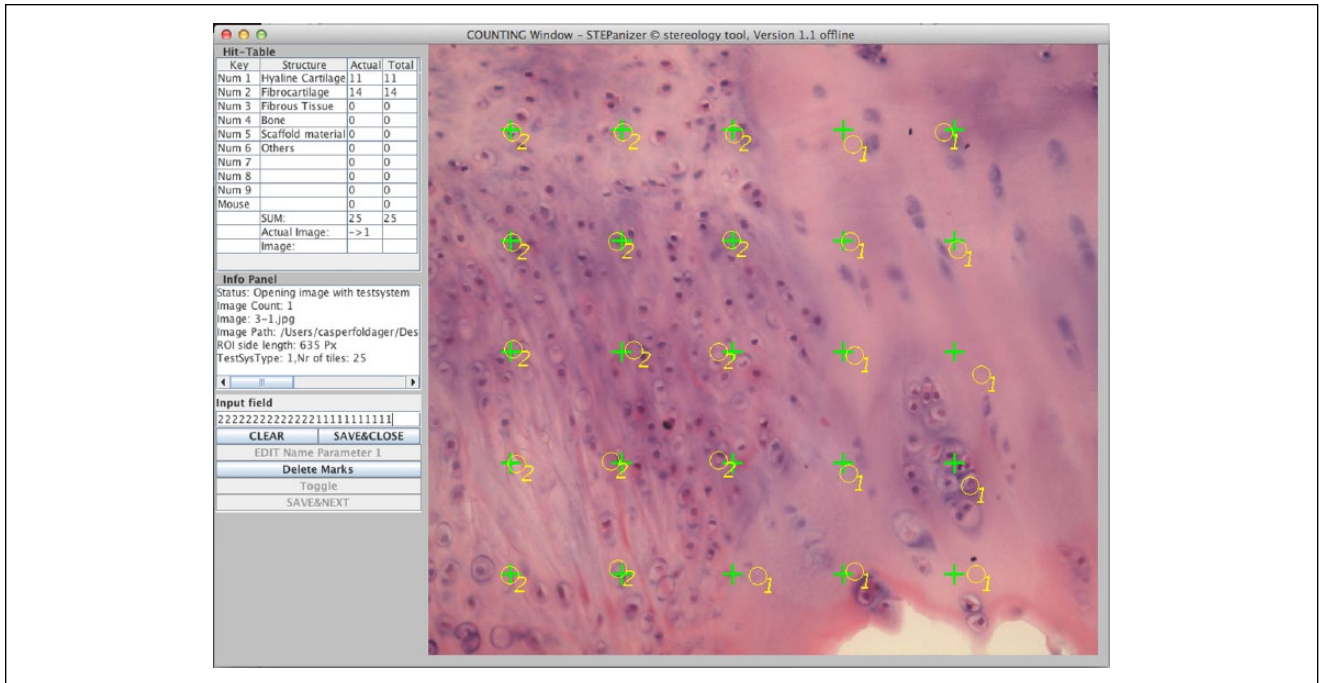 COUNTING Window - STEPanizer © stereology tool, Version 1.1 offline
Hit-Table
Key Structure Actual Total
Num 1 Hyaline Cartilage 11 11
Num 2 Fibrocartilage 14 14
Num 3 Fibrous Tissue 0 0
Num 4 Bone 0 0
Num 5 Scaffold material 0 0
Num 6 Others 0 0
Num 7 0 0
Num 8 0 0
Num 9 0 0
Mouse 0 0
SUM: 25 25
Actual Image: ->1
Image:
Info Panel
Status: Opening image with testsystem
Image Count: 1
Image: 3-1.jpg
Image Path: /Users/casperfoldager/Des
ROI side length: 635 Px
TestSysType: 1,Nr of tiles: 25
Input field
2222222222222211111111111
CLEAR SAVE&CLOSE
EDIT Name Parameter 1
Delete Marks
Toggle
SAVE&NEXT
2 2 2 1 1
2 2 2 1 1
2 2 2 1 1
2 2 2 1 1
2 2 1 1 1